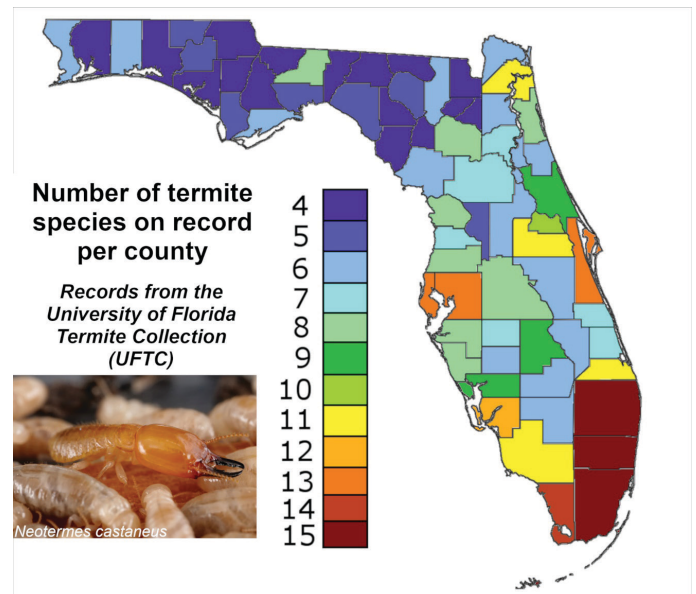 Number of termite
species on record
per county
Records from the
University of Florida
Termite Collection
(UFTC)
4
5
6
7
8
9
10
11
12
13
14
15
Neotermes castaneus